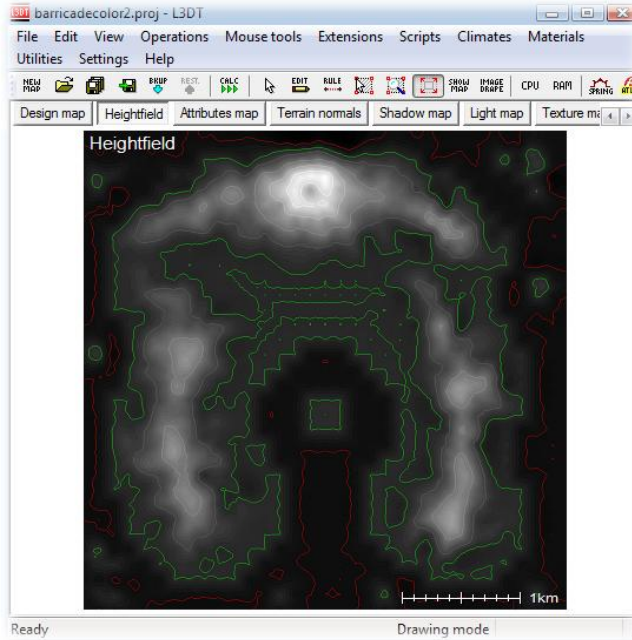 barricadecolor2.proj - L3DT
File Edit View Operations Mouse tools Extensions Scripts Climates Materials
Utilities Settings Help
NEW MAP BKUP REST. CALC EDIT RULE SHOW MAP IMAGE DRAPE CPU RAM SPRING
Design map Heightfield Attributes map Terrain normals Shadow map Light map Texture ma
Heightfield
1km
Ready Drawing mode